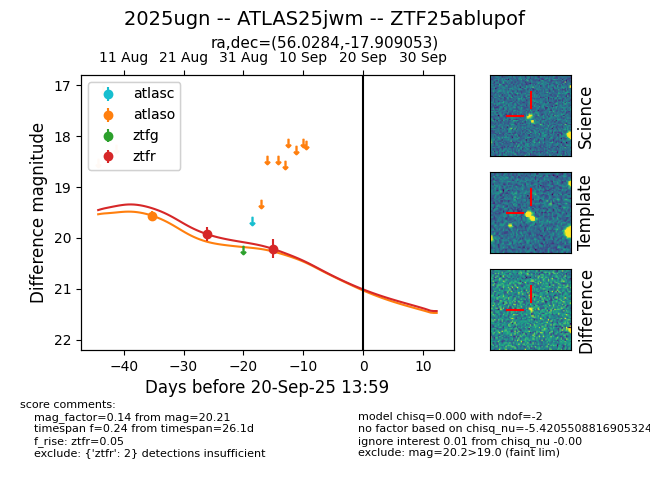 2025ugn -- ATLAS25jwm -- ZTF25ablupof
ra,dec=(56.0284,-17.909053)
11 Aug 21 Aug 31 Aug 10 Sep 20 Sep 30 Sep
17
18
19
20
21
22
Difference magnitude
atlasc
atlaso
ztfg
ztfr
−40 −30 −20 −10 0 10
Days before 20-Sep-25 13:59
Science
Template
Difference
score comments:
mag_factor=0.14 from mag=20.21
timespan f=0.24 from timespan=26.1d
f_rise: ztfr=0.05
exclude: {'ztfr': 2} detections insufficient
model chisq=0.000 with ndof=-2
no factor based on chisq_nu=-5.4205508816905324
ignore interest 0.01 from chisq_nu -0.00
exclude: mag=20.2>19.0 (faint lim)